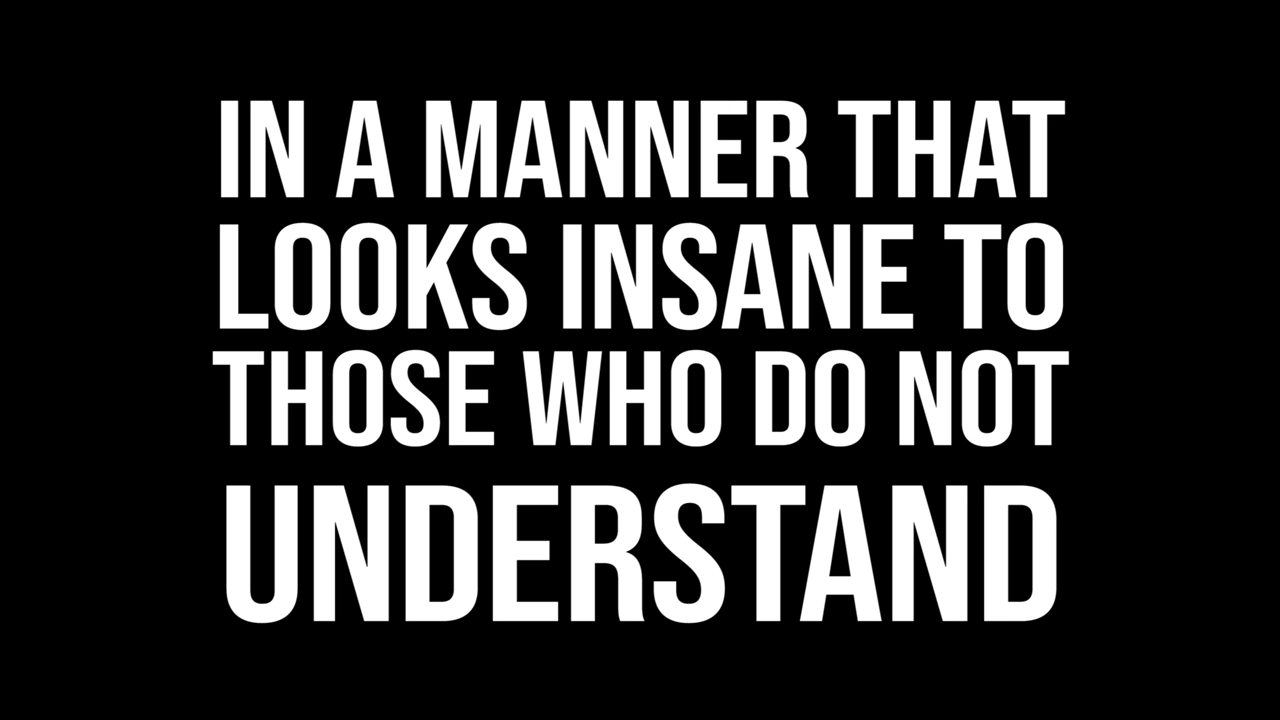 IN A MANNER THAT
LOOKS INSANE TO
THOSE WHO DO NOT
UNDERSTAND